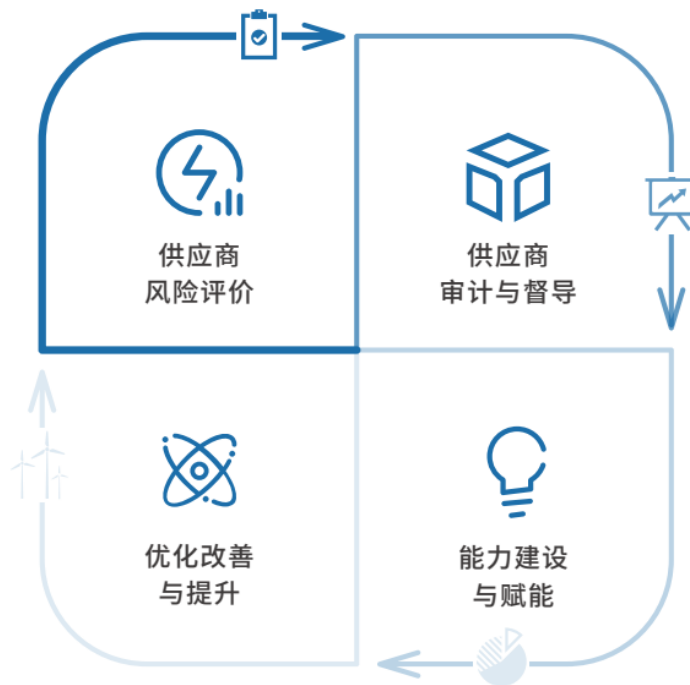 供应商
风险评价
供应商
审计与督导
优化改善
与提升
能力建设
与赋能